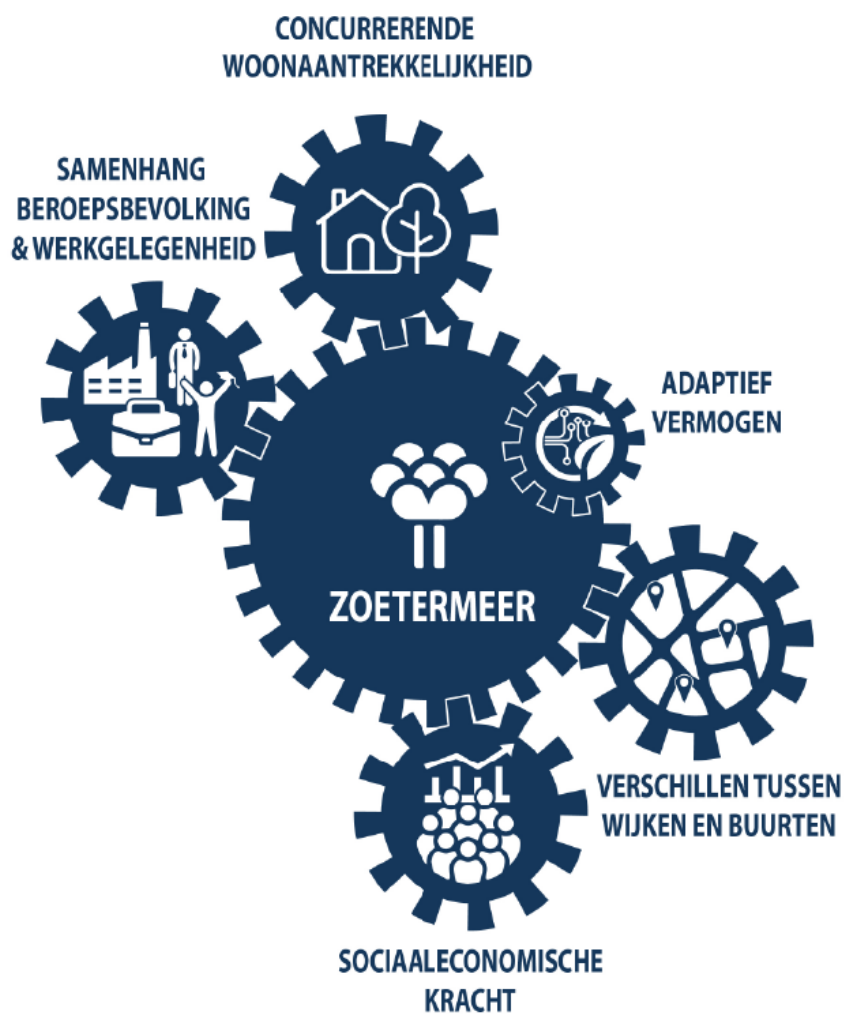 CONCURRERENDE
WOONAANTREKKELIJKHEID
SAMENHANG
BEROEPSBEVOLKING
& WERKGELEGENHEID
ADAPTIEF
VERMOGEN
ZOETERMEER
VERSCHILLEN TUSSEN
WIJKEN EN BUURTEN
SOCIAALECONOMISCHE
KRACHT